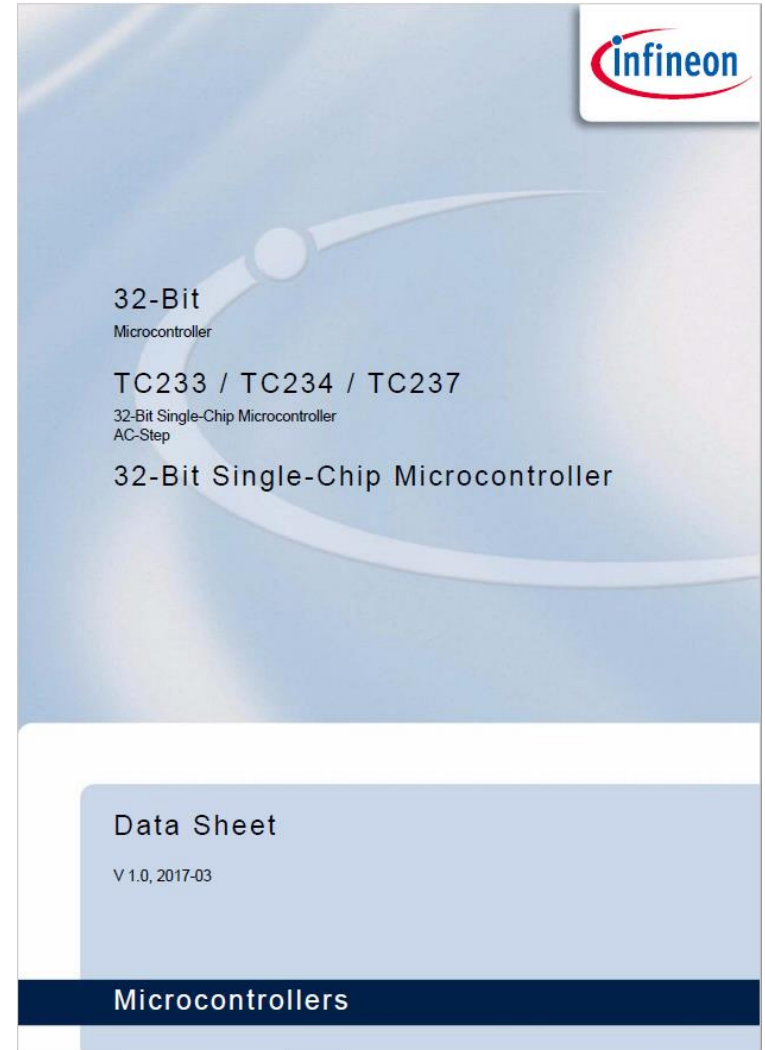 infineon
32-Bit
Microcontroller
TC233 / TC234 / TC237
32-Bit Single-Chip Microcontroller
AC-Step
32-Bit Single-Chip Microcontroller
Data Sheet
V 1.0, 2017-03
Microcontrollers